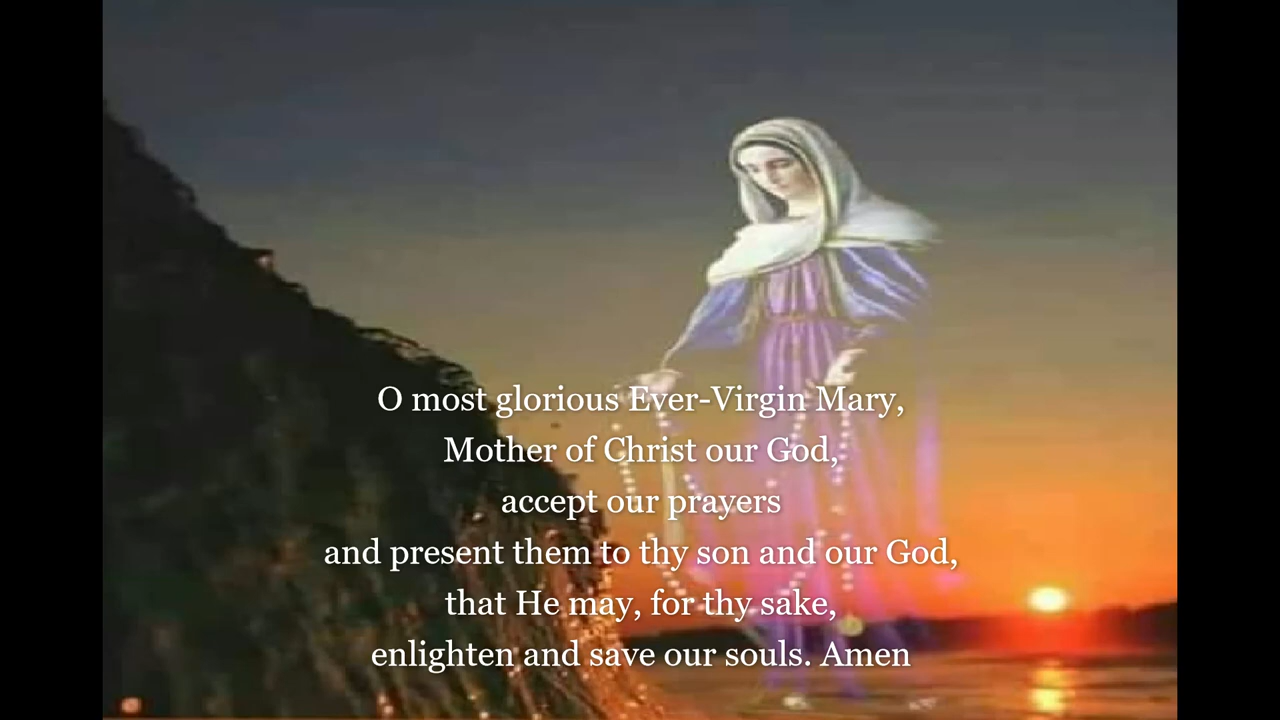 O most glorious Ever-Virgin Mary,
Mother of Christ our God,
accept our prayers
and present them to thy son and our God,
that He may, for thy sake,
enlighten and save our souls. Amen